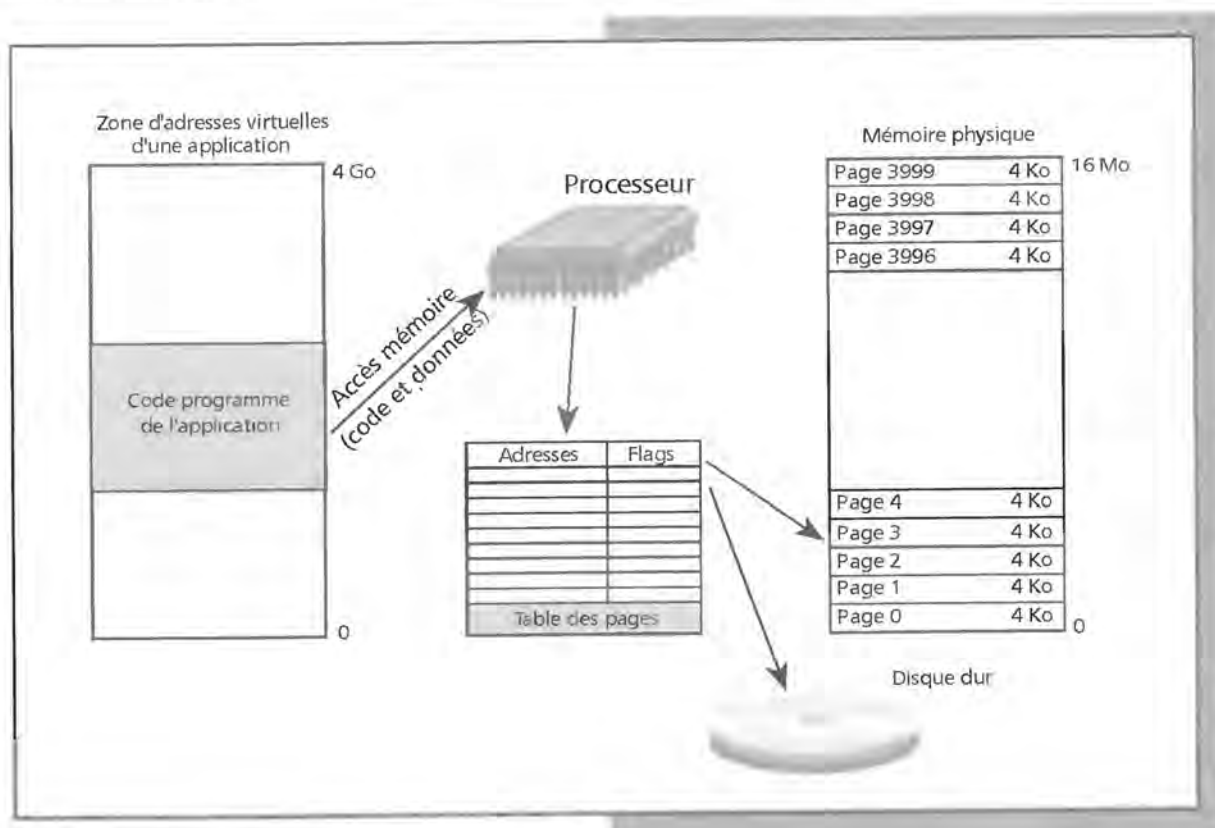 Zone d'adresses virtuelles
d'une application
4 Go
Code programme
de l'application
0
Accès mémoire
(code et données)
Processeur
Adresses Flags
Table des pages
Mémoire physique
Page 3999 4 Ko 16 Mo
Page 3998 4 Ko
Page 3997 4 Ko
Page 3996 4 Ko
Page 4 4 Ko
Page 3 4 Ko
Page 2 4 Ko
Page 1 4 Ko
Page 0 4 Ko 0
Disque dur